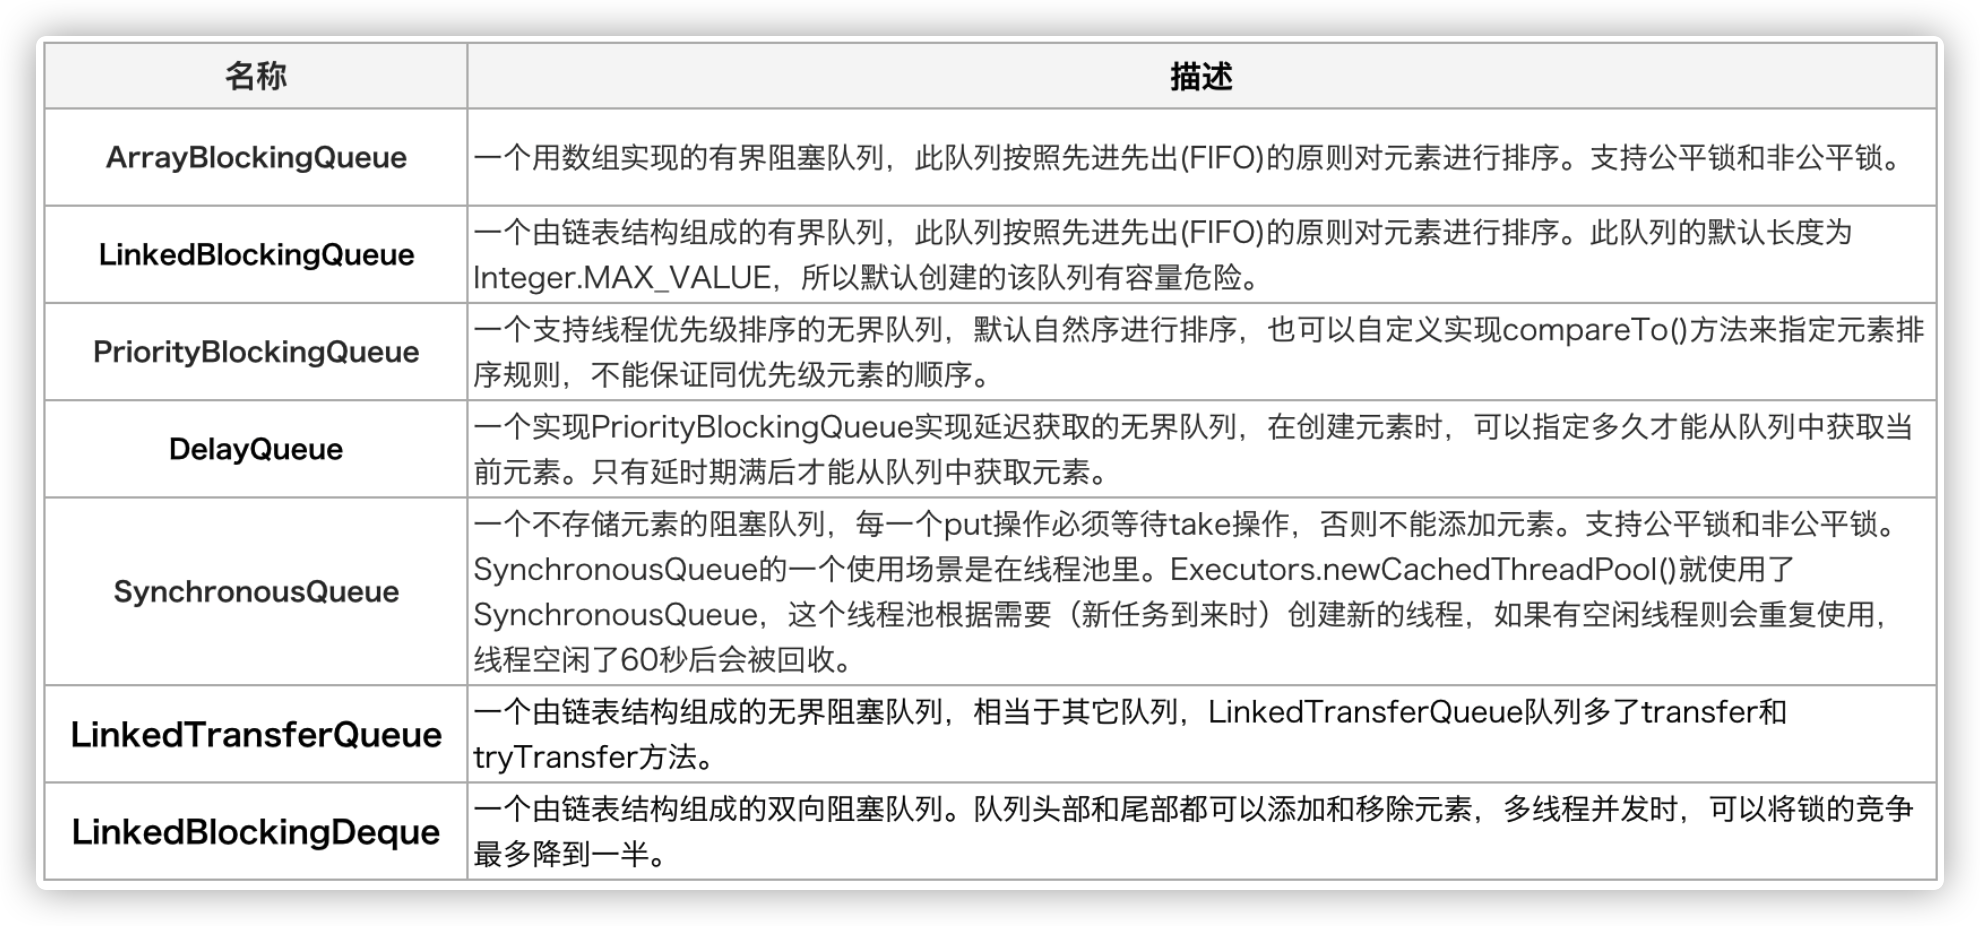 名称
描述
ArrayBlockingQueue
一个用数组实现的有界阻塞队列，此队列按照先进先出(FIFO)的原则对元素进行排序。支持公平锁和非公平锁。
LinkedBlockingQueue
一个由链表结构组成的有界队列，此队列按照先进先出(FIFO)的原则对元素进行排序。此队列的默认长度为
Integer.MAX_VALUE，所以默认创建的该队列有容量危险。
PriorityBlockingQueue
一个支持线程优先级排序的无界队列，默认自然序进行排序，也可以自定义实现compareTo()方法来指定元素排
序规则，不能保证同优先级元素的顺序。
DelayQueue
一个实现PriorityBlockingQueue实现延迟获取的无界队列，在创建元素时，可以指定多久才能从队列中获取当
前元素。只有延时期满后才能从队列中获取元素。
SynchronousQueue
一个不存储元素的阻塞队列，每一个put操作必须等待take操作，否则不能添加元素。支持公平锁和非公平锁。
SynchronousQueue的一个使用场景是在线程池里。Executors.newCachedThreadPool()就使用了
SynchronousQueue，这个线程池根据需要（新任务到来时）创建新的线程，如果有空闲线程则会重复使用，
线程空闲了60秒后会被回收。
LinkedTransferQueue
一个由链表结构组成的无界阻塞队列，相当于其它队列，LinkedTransferQueue队列多了transfer和
tryTransfer方法。
LinkedBlockingDeque
一个由链表结构组成的双向阻塞队列。队列头部和尾部都可以添加和移除元素，多线程并发时，可以将锁的竞争
最多降到一半。